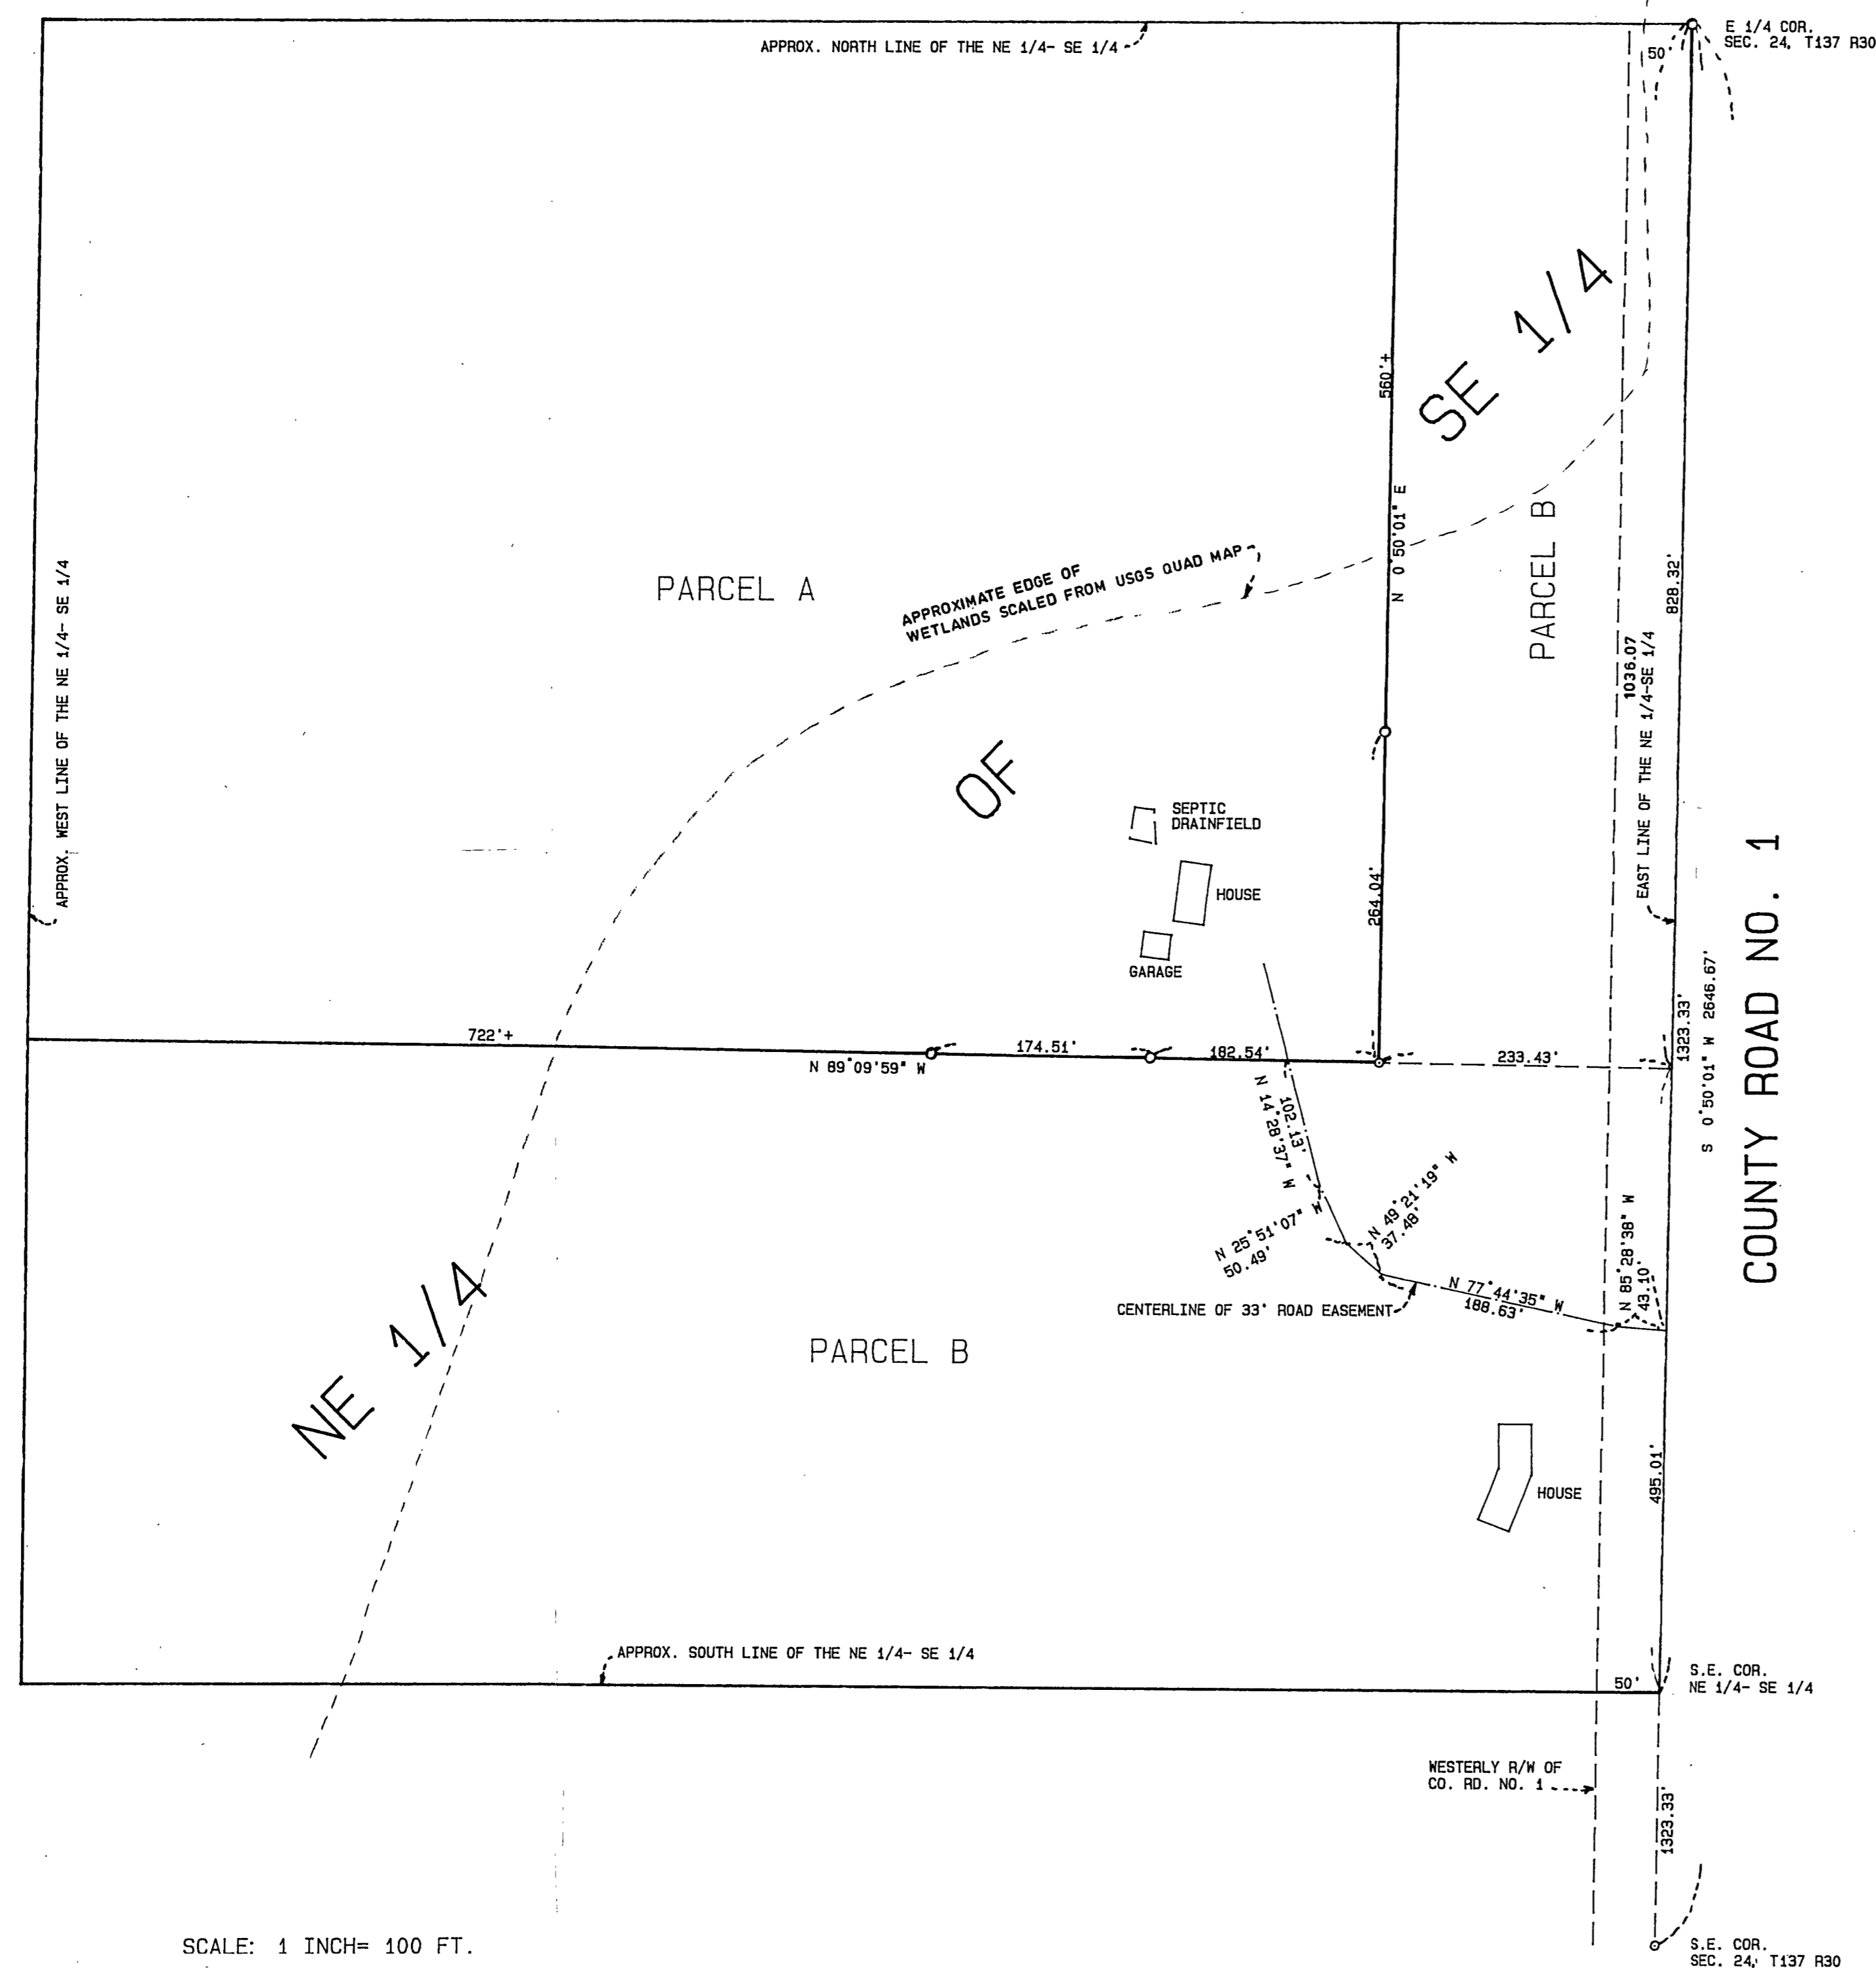 APPROX. NORTH LINE OF THE NE 1/4- SE 1/4
E 1/4 COR.
SEC. 24, T137 R30
50'
SE 1/4
560'+
N 0°50'01" E
PARCEL B
828.32'
1036.07
EAST LINE OF THE NE 1/4-SE 1/4
APPROX. WEST LINE OF THE NE 1/4- SE 1/4
PARCEL A
APPROXIMATE EDGE OF
WETLANDS SCALED FROM USGS QUAD MAP
OF
SEPTIC
DRAINFIELD
HOUSE
GARAGE
264.04'
COUNTY ROAD NO. 1
1323.33'
S 0°50'01" W 2646.67'
722'+
N 89°09'59" W
174.51'
182.54'
233.43'
102.13'
N 14°28'37" W
N 25°51'07" W
50.49'
N 49°21'19" W
37.48'
N 77°44'35" W
188.63'
N 85°28'38" W
43.10'
CENTERLINE OF 33' ROAD EASEMENT
NE 1/4
PARCEL B
HOUSE
495.01'
APPROX. SOUTH LINE OF THE NE 1/4- SE 1/4
50'
S.E. COR.
NE 1/4- SE 1/4
WESTERLY R/W OF
CO. RD. NO. 1
1323.33'
SCALE: 1 INCH= 100 FT.
S.E. COR.
SEC. 24, T137 R30